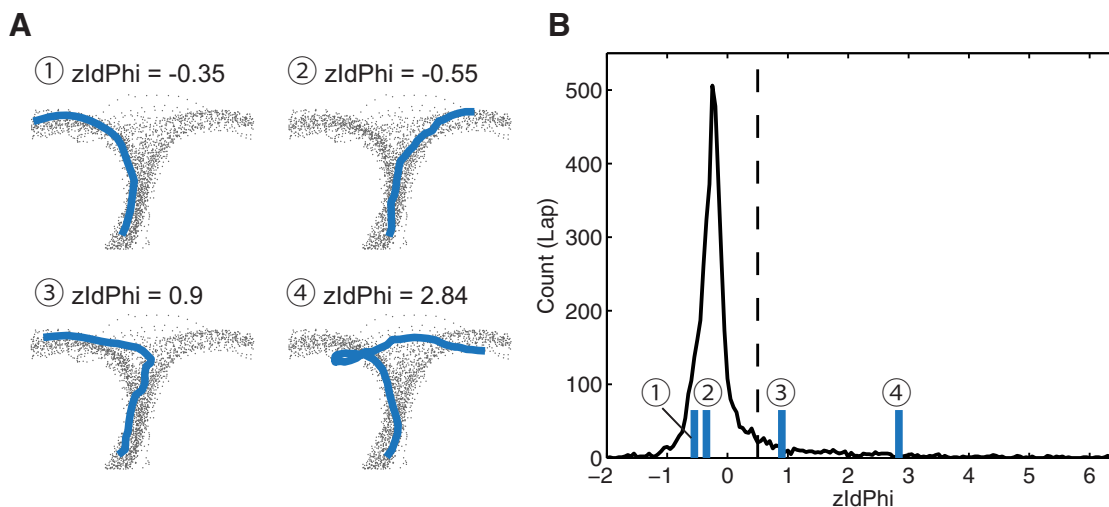 A
① zIdPhi = -0.35
② zIdPhi = -0.55
③ zIdPhi = 0.9
④ zIdPhi = 2.84
B
Count (Lap)
500
400
300
200
100
0
① ② ③ ④
−2 −1 0 1 2 3 4 5 6
zIdPhi